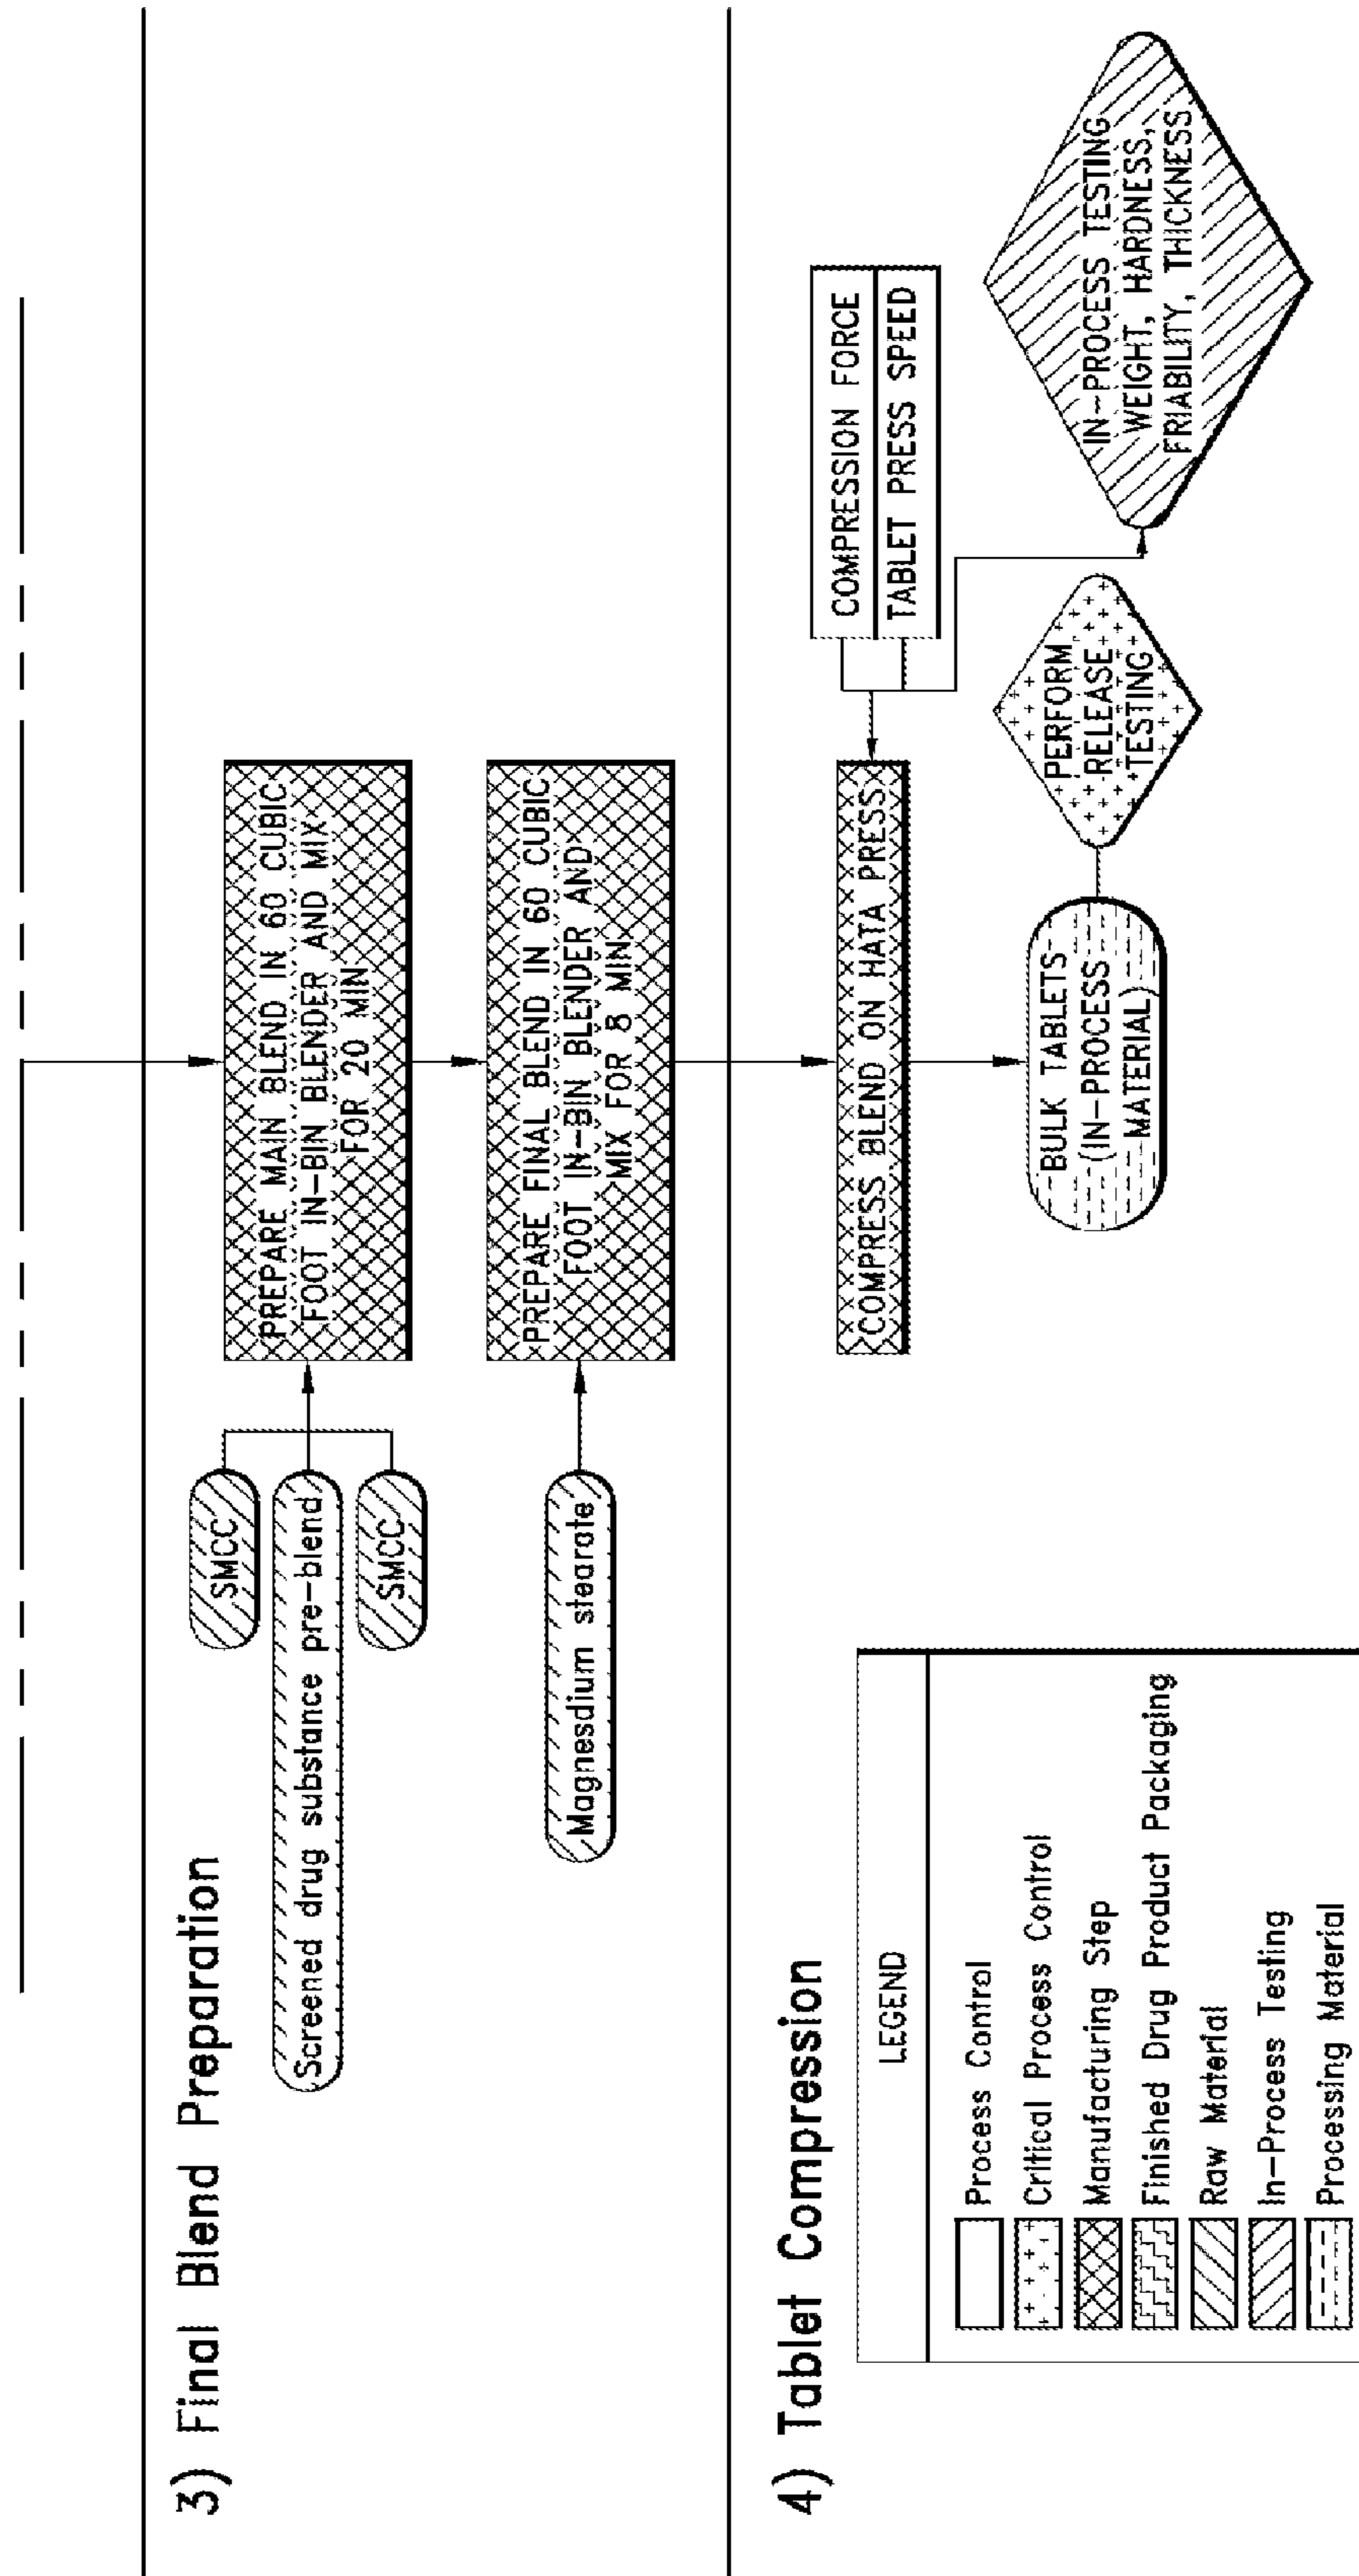 3) Final Blend Preparation
SMCC
Screened drug substance pre-blend
SMCC
PREPARE MAIN BLEND IN 60 CUBIC
FOOT IN-BIN BLENDER AND MIX
FOR 20 MIN
Magnesdium stearate
PREPARE FINAL BLEND IN 60 CUBIC
FOOT IN-BIN BLENDER AND
MIX FOR 8 MIN
4) Tablet Compression
COMPRESS BLEND ON HATA PRESS
COMPRESSION FORCE
TABLET PRESS SPEED
BULK TABLETS
(IN-PROCESS
MATERIAL)
PERFORM
RELEASE
TESTING
IN-PROCESS TESTING
WEIGHT, HARDNESS,
FRIABILITY, THICKNESS
LEGEND
Process Control
Critical Process Control
Manufacturing Step
Finished Drug Product Packaging
Raw Material
In-Process Testing
Processing Material